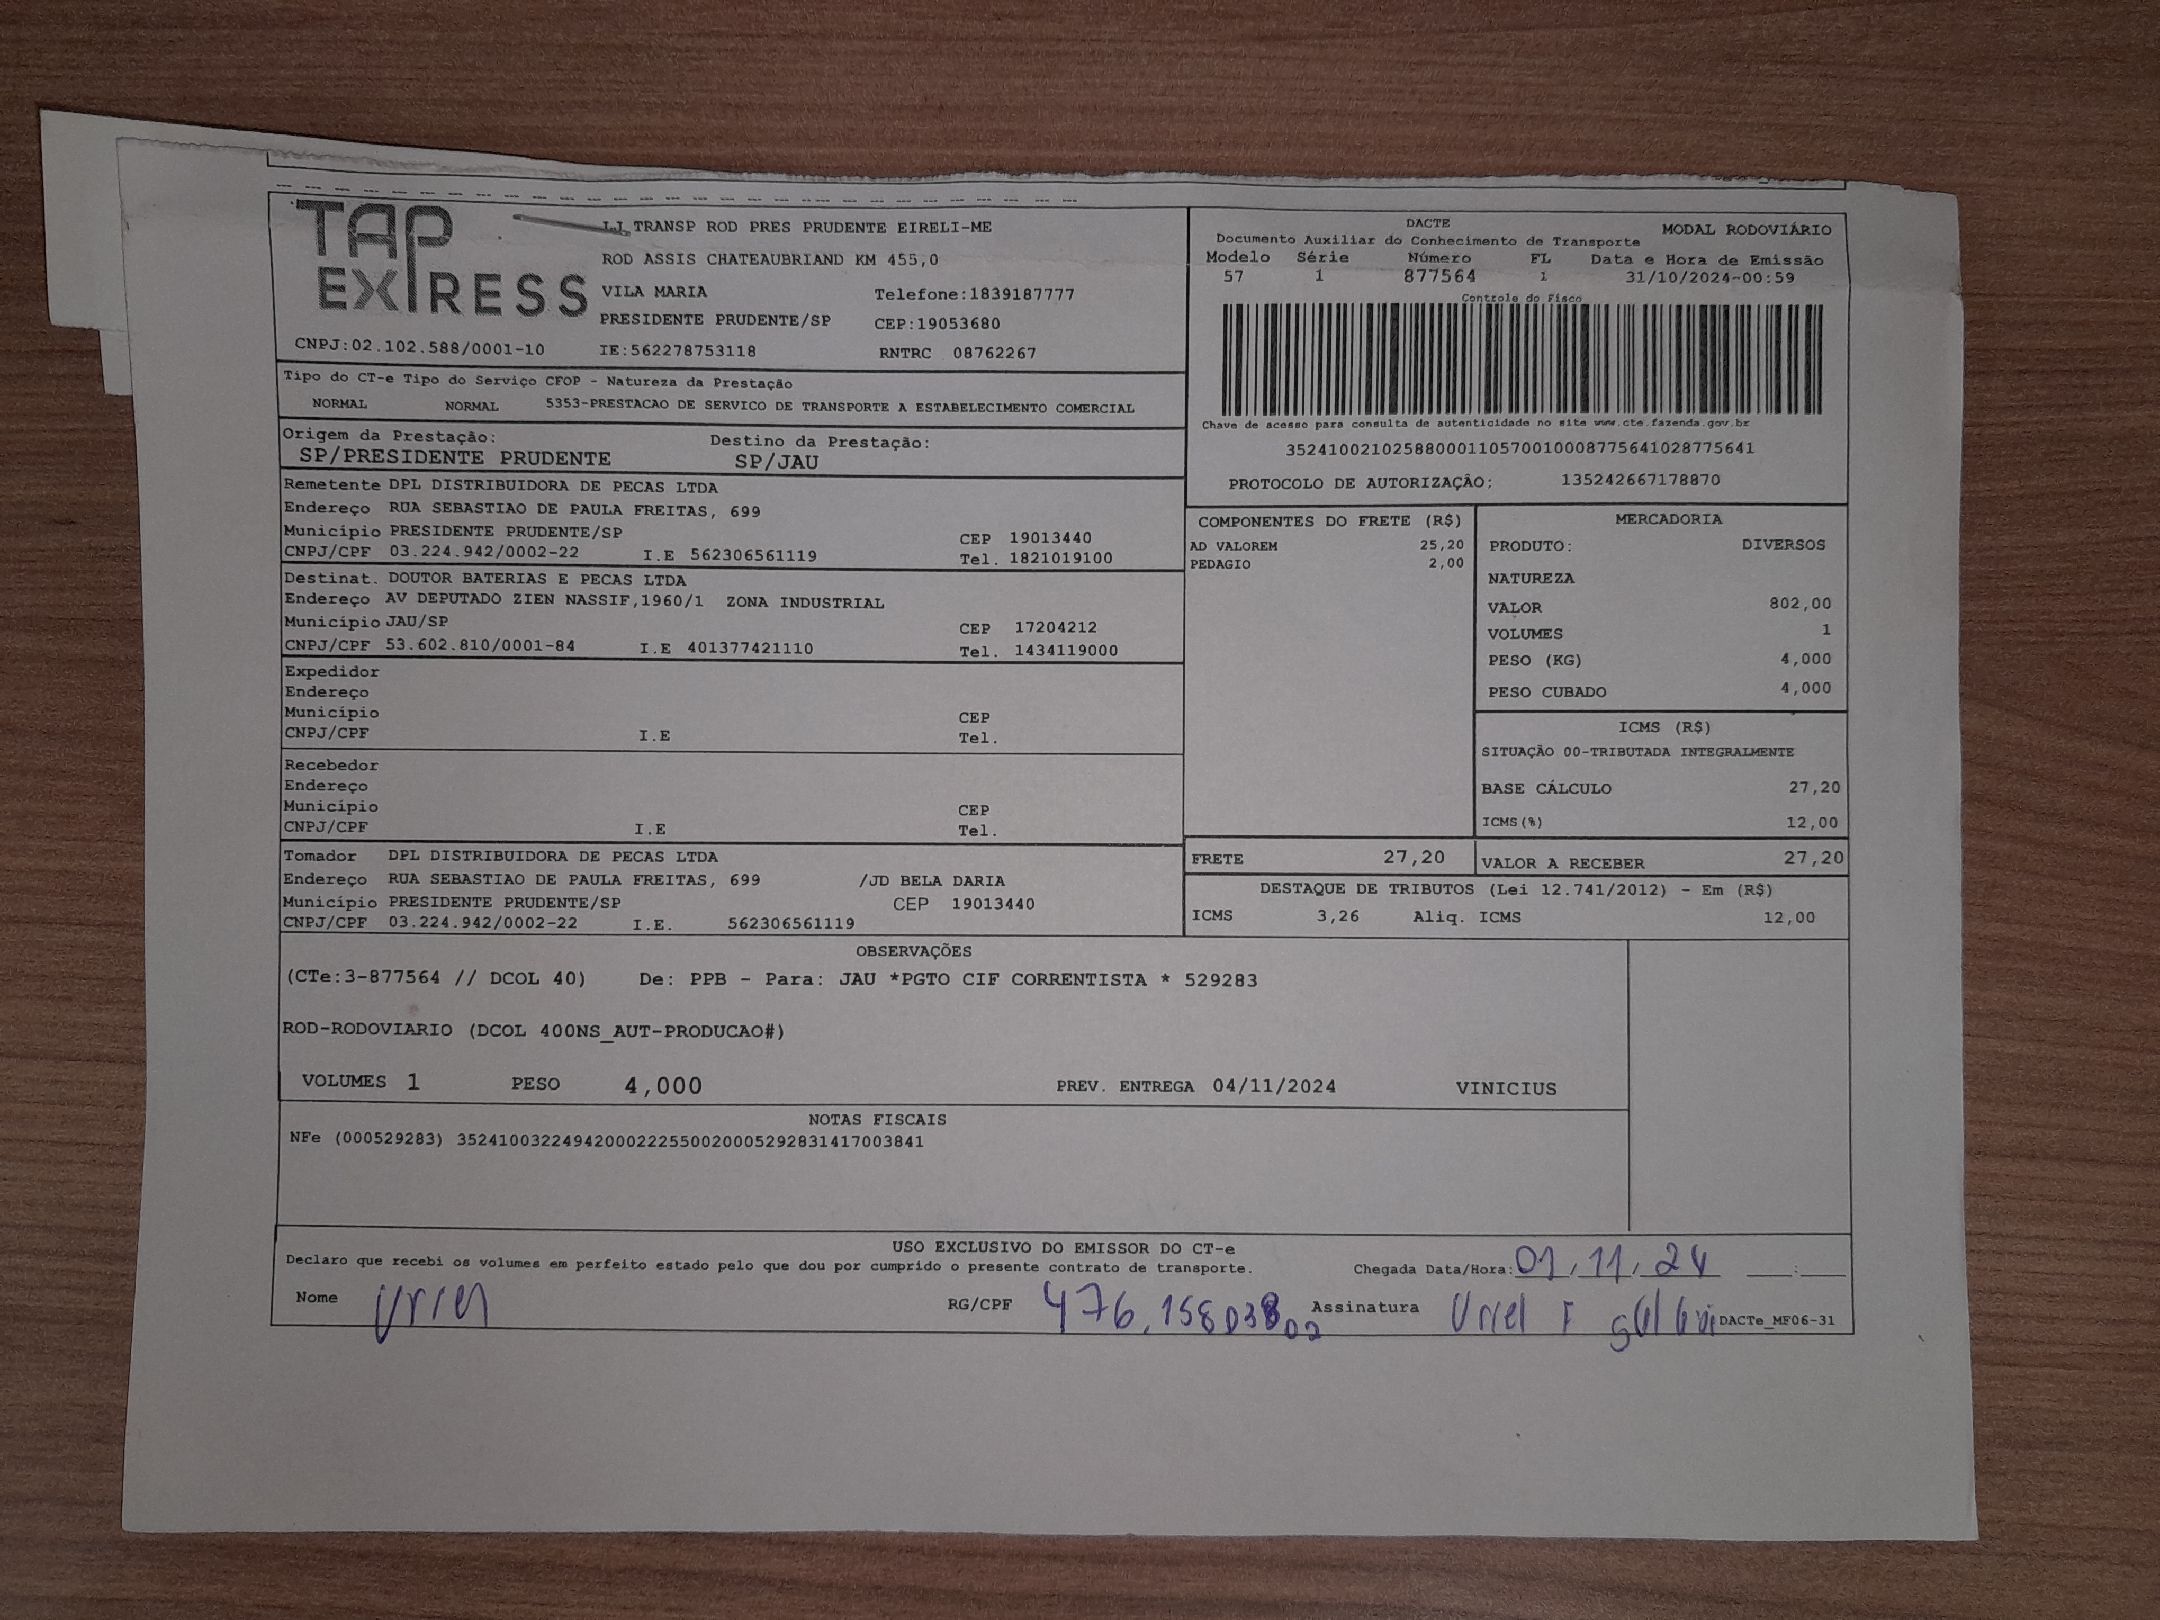 TAP EXPRESS
LJ TRANSP ROD PRES PRUDENTE EIRELI-ME
ROD ASSIS CHATEAUBRIAND KM 455,0
VILA MARIA Telefone:1839187777
PRESIDENTE PRUDENTE/SP CEP:19053680
CNPJ:02.102.588/0001-10 IE:562278753118 RNTRC 08762267
DACTE MODAL RODOVIÁRIO
Documento Auxiliar do Conhecimento de Transporte
Modelo Série Número FL Data e Hora de Emissão
57 1 877564 1 31/10/2024-00:59
Controle do Fisco
Chave de acesso para consulta de autenticidade no site www.cte.fazenda.gov.br
35241002102588000110570010008775641028775641
PROTOCOLO DE AUTORIZAÇÃO; 135242667178870
Tipo do CT-e Tipo do Serviço CFOP - Natureza da Prestação
NORMAL NORMAL 5353-PRESTACAO DE SERVICO DE TRANSPORTE A ESTABELECIMENTO COMERCIAL
Origem da Prestação: Destino da Prestação:
SP/PRESIDENTE PRUDENTE SP/JAU
Remetente DPL DISTRIBUIDORA DE PECAS LTDA
Endereço RUA SEBASTIAO DE PAULA FREITAS, 699
Município PRESIDENTE PRUDENTE/SP CEP 19013440
CNPJ/CPF 03.224.942/0002-22 I.E 562306561119 Tel. 1821019100
Destinat. DOUTOR BATERIAS E PECAS LTDA
Endereço AV DEPUTADO ZIEN NASSIF,1960/1 ZONA INDUSTRIAL
Município JAU/SP CEP 17204212
CNPJ/CPF 53.602.810/0001-84 I.E 401377421110 Tel. 1434119000
Expedidor
Endereço
Município CEP
CNPJ/CPF I.E Tel.
Recebedor
Endereço
Município CEP
CNPJ/CPF I.E Tel.
Tomador DPL DISTRIBUIDORA DE PECAS LTDA
Endereço RUA SEBASTIAO DE PAULA FREITAS, 699 /JD BELA DARIA
Município PRESIDENTE PRUDENTE/SP CEP 19013440
CNPJ/CPF 03.224.942/0002-22 I.E. 562306561119
COMPONENTES DO FRETE (R$)
AD VALOREM 25,20
PEDAGIO 2,00
MERCADORIA
PRODUTO: DIVERSOS
NATUREZA
VALOR 802,00
VOLUMES 1
PESO (KG) 4,000
PESO CUBADO 4,000
ICMS (R$)
SITUAÇÃO 00-TRIBUTADA INTEGRALMENTE
BASE CÁLCULO 27,20
ICMS(%) 12,00
FRETE 27,20 VALOR A RECEBER 27,20
DESTAQUE DE TRIBUTOS (Lei 12.741/2012) - Em (R$)
ICMS 3,26 Aliq. ICMS 12,00
OBSERVAÇÕES
(CTe:3-877564 // DCOL 40) De: PPB - Para: JAU *PGTO CIF CORRENTISTA * 529283
ROD-RODOVIARIO (DCOL 400NS_AUT-PRODUCAO#)
VOLUMES 1 PESO 4,000 PREV. ENTREGA 04/11/2024 VINICIUS
NOTAS FISCAIS
NFe (000529283) 35241003224942000222550020005292831417003841
USO EXCLUSIVO DO EMISSOR DO CT-e
Declaro que recebi os volumes em perfeito estado pelo que dou por cumprido o presente contrato de transporte. Chegada Data/Hora: 01.11.24 __:__
Nome Uriel RG/CPF 476.158038 02 Assinatura Uriel F
DACTe_MF06-31